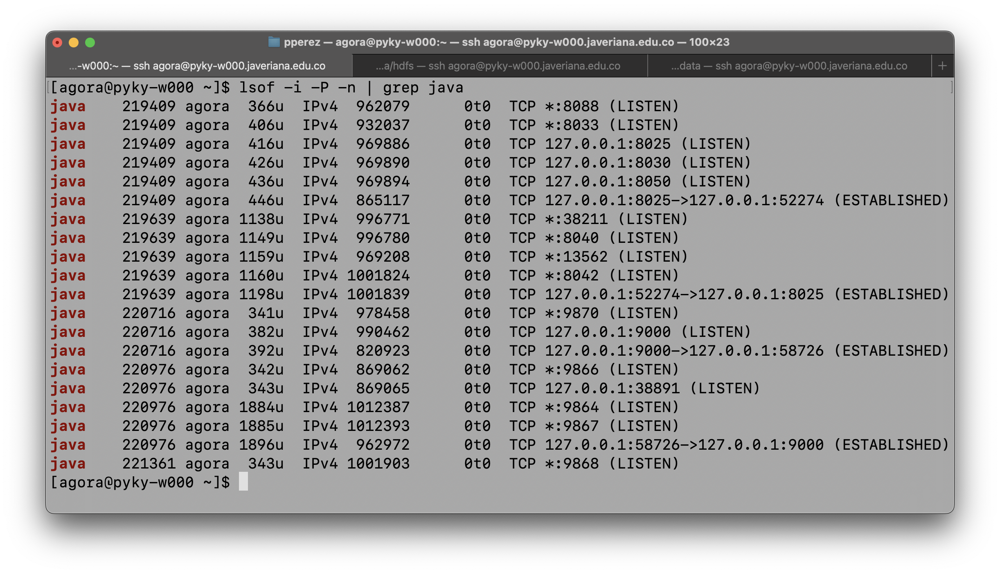 pperez — agora@pyky-w000:~ — ssh agora@pyky-w000.javeriana.edu.co — 100×23
...-w000:~ — ssh agora@pyky-w000.javeriana.edu.co ...a/hdfs — ssh agora@pyky-w000.javeriana.edu.co ...data — ssh agora@pyky-w000.javeriana.edu.co +
[[agora@pyky-w000 ~]$ lsof -i -P -n | grep java ]
java 219409 agora 366u IPv4 962079 0t0 TCP *:8088 (LISTEN)
java 219409 agora 406u IPv4 932037 0t0 TCP *:8033 (LISTEN)
java 219409 agora 416u IPv4 969886 0t0 TCP 127.0.0.1:8025 (LISTEN)
java 219409 agora 426u IPv4 969890 0t0 TCP 127.0.0.1:8030 (LISTEN)
java 219409 agora 436u IPv4 969894 0t0 TCP 127.0.0.1:8050 (LISTEN)
java 219409 agora 446u IPv4 865117 0t0 TCP 127.0.0.1:8025->127.0.0.1:52274 (ESTABLISHED)
java 219639 agora 1138u IPv4 996771 0t0 TCP *:38211 (LISTEN)
java 219639 agora 1149u IPv4 996780 0t0 TCP *:8040 (LISTEN)
java 219639 agora 1159u IPv4 969208 0t0 TCP *:13562 (LISTEN)
java 219639 agora 1160u IPv4 1001824 0t0 TCP *:8042 (LISTEN)
java 219639 agora 1198u IPv4 1001839 0t0 TCP 127.0.0.1:52274->127.0.0.1:8025 (ESTABLISHED)
java 220716 agora 341u IPv4 978458 0t0 TCP *:9870 (LISTEN)
java 220716 agora 382u IPv4 990462 0t0 TCP 127.0.0.1:9000 (LISTEN)
java 220716 agora 392u IPv4 820923 0t0 TCP 127.0.0.1:9000->127.0.0.1:58726 (ESTABLISHED)
java 220976 agora 342u IPv4 869062 0t0 TCP *:9866 (LISTEN)
java 220976 agora 343u IPv4 869065 0t0 TCP 127.0.0.1:38891 (LISTEN)
java 220976 agora 1884u IPv4 1012387 0t0 TCP *:9864 (LISTEN)
java 220976 agora 1885u IPv4 1012393 0t0 TCP *:9867 (LISTEN)
java 220976 agora 1896u IPv4 962972 0t0 TCP 127.0.0.1:58726->127.0.0.1:9000 (ESTABLISHED)
java 221361 agora 343u IPv4 1001903 0t0 TCP *:9868 (LISTEN)
[agora@pyky-w000 ~]$